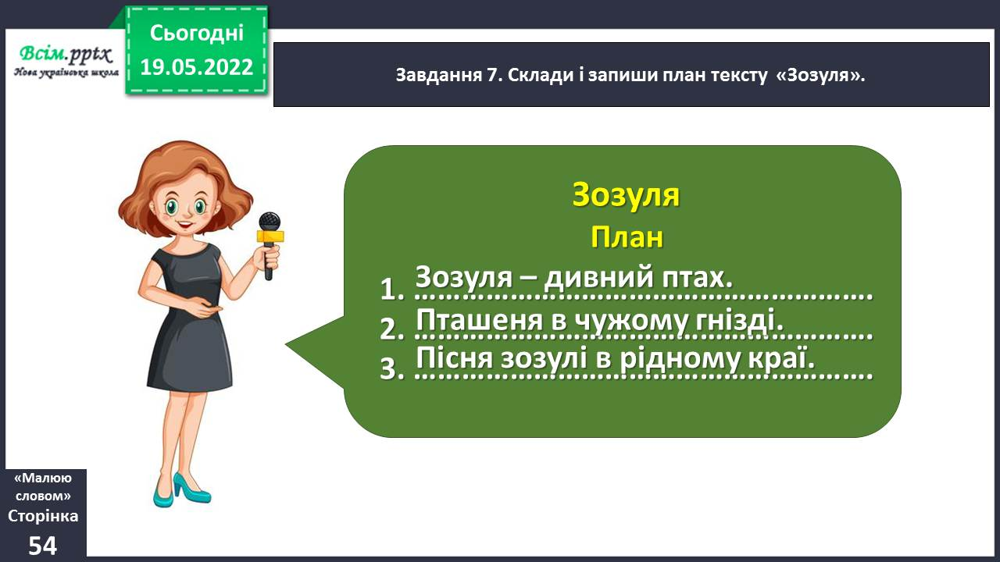 Сьогодні
19.05.2022
Всім.pptx
Нова українська школа
Завдання 7. Склади і запиши план тексту «Зозуля».
Зозуля
План
1. Зозуля – дивний птах.
2. Пташеня в чужому гнізді.
3. Пісня зозулі в рідному краї.
«Малюю
словом»
Сторінка
54